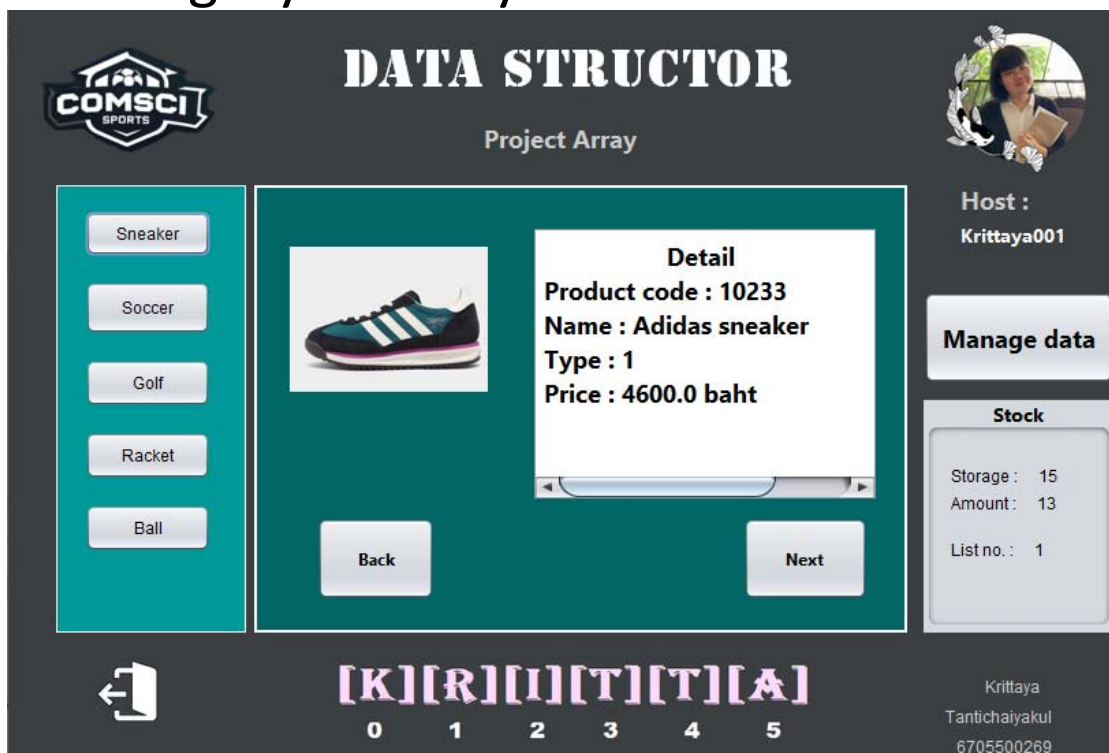 COMSCI
SPORTS
DATA STRUCTOR
Project Array
Host :
Krittaya001
Sneaker
Soccer
Golf
Racket
Ball
Detail
Product code : 10233
Name : Adidas sneaker
Type : 1
Price : 4600.0 baht
Back
Next
Manage data
Stock
Storage : 15
Amount : 13
List no. : 1
[K][R][I][T][T][A]
0 1 2 3 4 5
Krittaya
Tantichaiyakul
6705500269